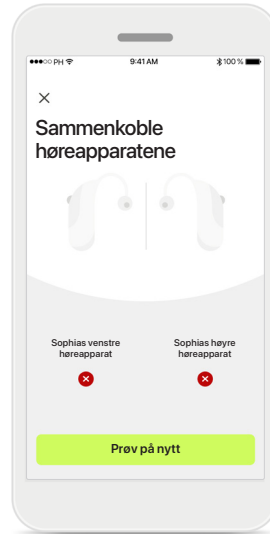 PH
9:41 AM
100 %
Sammenkoble
høreapparatene
Sophias venstre
høreapparat
Sophias høyre
høreapparat
Prøv på nytt